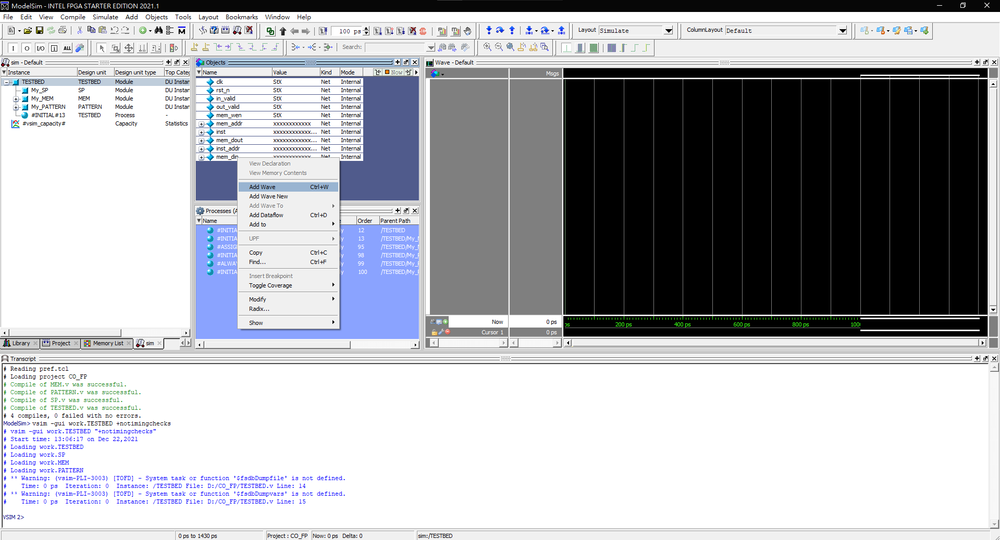 ModelSim - INTEL FPGA STARTER EDITION 2021.1
File Edit View Compile Simulate Add Objects Tools Layout Bookmarks Window Help
100 ps
Layout Simulate
ColumnLayout Default
I O I/O i ALL
Search:
sim - Default
Instance Design unit Design unit type Top Categ
TESTBED TESTBED Module DU Instan
My_SP SP Module DU Instan
My_MEM MEM Module DU Instan
My_PATTERN PATTERN Module DU Instan
#INITIAL#13 TESTBED Process -
#vsim_capacity# Capacity Statistics
Library Project Memory List sim
Objects
Name Value Kind Mode Now
clk StX Net Internal
rst_n StX Net Internal
in_valid StX Net Internal
out_valid StX Net Internal
mem_wen StX Net Internal
mem_addr xxxxxxxxxxxx Net Internal
inst xxxxxxxxxxxx... Net Internal
mem_dout xxxxxxxxxxxx... Net Internal
inst_addr xxxxxxxxxxxx... Net Internal
mem_din xxxxxxxxxxxx Net Internal
View Declaration
View Memory Contents
Add Wave Ctrl+W
Add Wave New
Add Wave To
Add Dataflow Ctrl+D
Add to
UPF
Copy Ctrl+C
Find... Ctrl+F
Insert Breakpoint
Toggle Coverage
Modify
Radix...
Show
Processes (A
Name e Order Parent Path
#INITIA y 12 /TESTBED
#INITIA y 13 /TESTBED/My_M
#ASSIG y 95 /TESTBED/My_M
#INITIA y 98 /TESTBED/My_P
#ALWA y 99 /TESTBED/My_P
#INITIA y 100 /TESTBED/My_P
Wave - Default
Msgs
Now 0 ps
Cursor 1 0 ps
ps 200 ps 400 ps 600 ps 800 ps 1000
Transcript
# Reading pref.tcl
# Loading project CO_FP
# Compile of MEM.v was successful.
# Compile of PATTERN.v was successful.
# Compile of SP.v was successful.
# Compile of TESTBED.v was successful.
# 4 compiles, 0 failed with no errors.
ModelSim> vsim -gui work.TESTBED +notimingchecks
# vsim -gui work.TESTBED "+notimingchecks"
# Start time: 13:06:17 on Dec 22,2021
# Loading work.TESTBED
# Loading work.SP
# Loading work.MEM
# Loading work.PATTERN
# ** Warning: (vsim-PLI-3003) [TOFD] - System task or function '$fsdbDumpfile' is not defined.
# Time: 0 ps Iteration: 0 Instance: /TESTBED File: D:/CO_FP/TESTBED.v Line: 14
# ** Warning: (vsim-PLI-3003) [TOFD] - System task or function '$fsdbDumpvars' is not defined.
# Time: 0 ps Iteration: 0 Instance: /TESTBED File: D:/CO_FP/TESTBED.v Line: 15
VSIM 2>
0 ps to 1430 ps Project : CO_FP Now: 0 ps Delta: 0 sim:/TESTBED